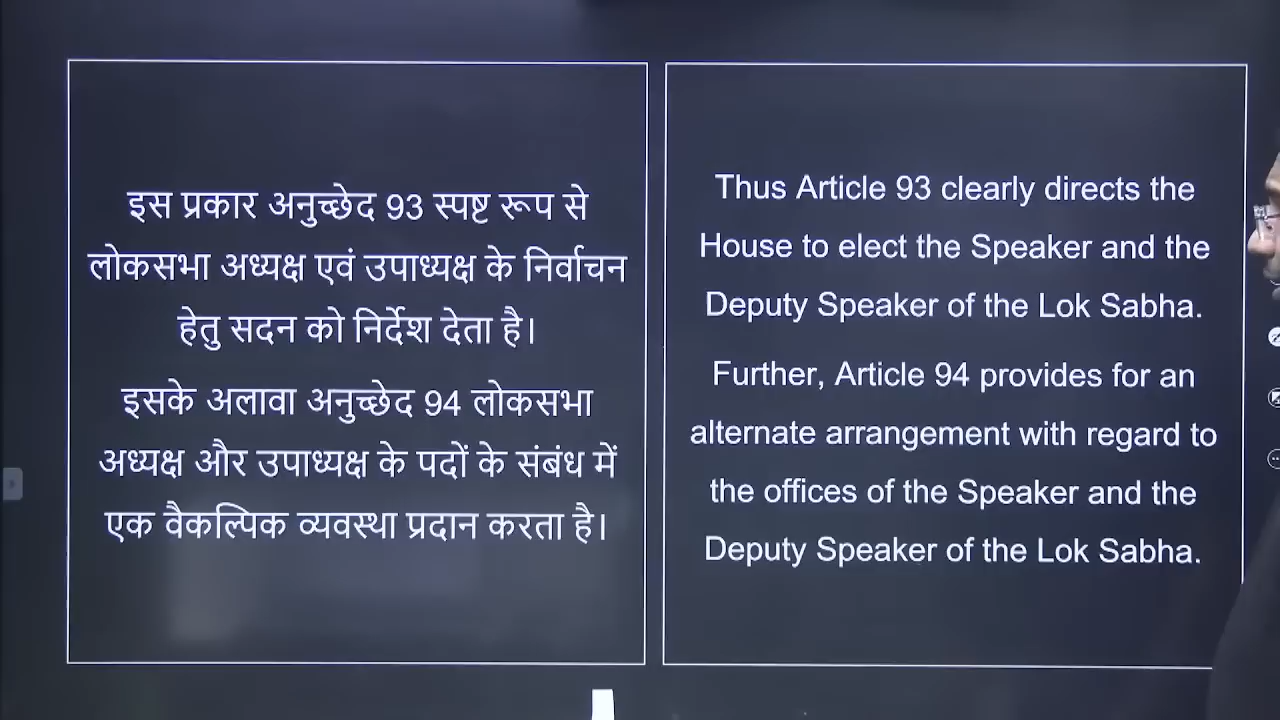 इस प्रकार अनुच्छेद 93 स्पष्ट रूप से
लोकसभा अध्यक्ष एवं उपाध्यक्ष के निर्वाचन
हेतु सदन को निर्देश देता है।
इसके अलावा अनुच्छेद 94 लोकसभा
अध्यक्ष और उपाध्यक्ष के पदों के संबंध में
एक वैकल्पिक व्यवस्था प्रदान करता है।
Thus Article 93 clearly directs the
House to elect the Speaker and the
Deputy Speaker of the Lok Sabha.
Further, Article 94 provides for an
alternate arrangement with regard to
the offices of the Speaker and the
Deputy Speaker of the Lok Sabha.